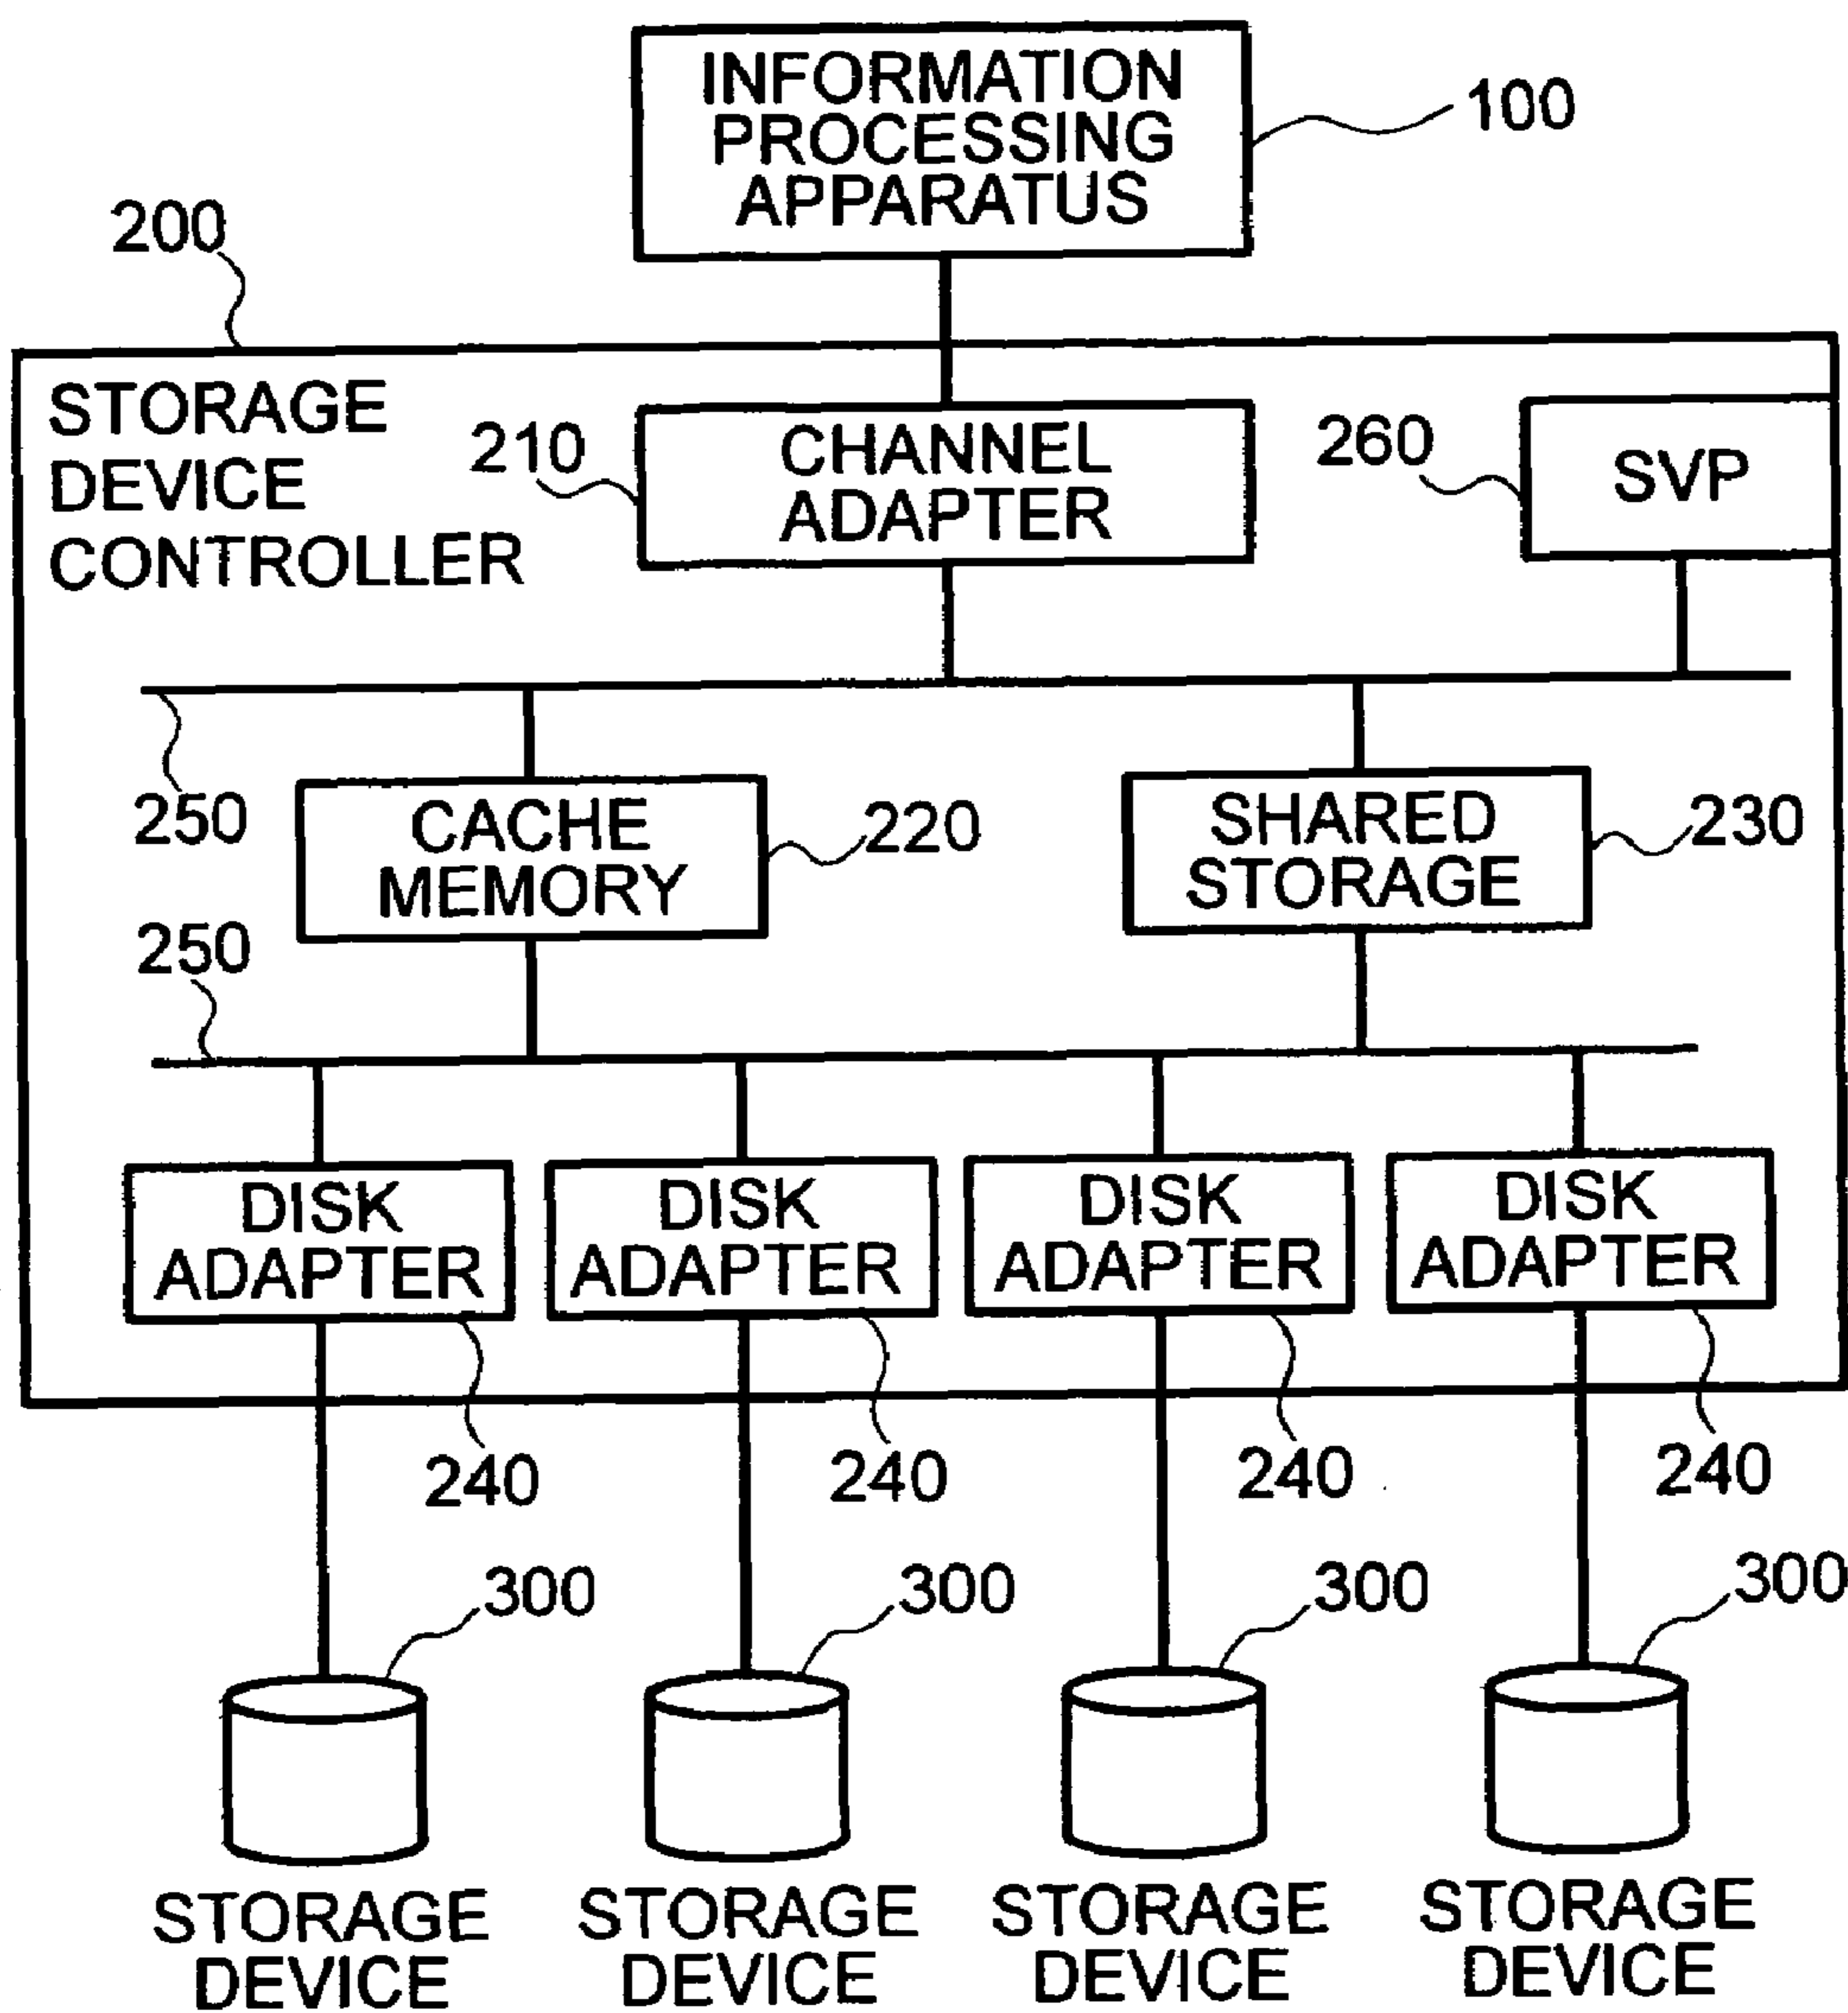 INFORMATION
PROCESSING
APPARATUS
100
200
STORAGE
DEVICE
CONTROLLER
210
CHANNEL
ADAPTER
260
SVP
250
CACHE
MEMORY
220
SHARED
STORAGE
230
250
DISK
ADAPTER
DISK
ADAPTER
DISK
ADAPTER
DISK
ADAPTER
240
240
240
240
300
300
300
300
STORAGE
DEVICE
STORAGE
DEVICE
STORAGE
DEVICE
STORAGE
DEVICE